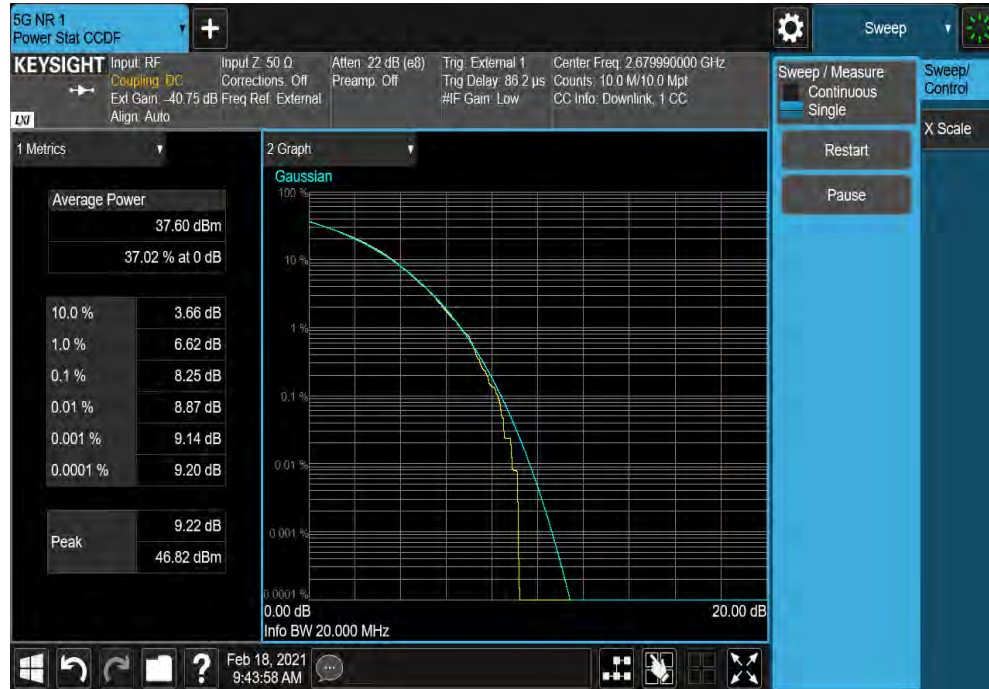 5G NR 1
Power Stat CCDF
+
Sweep
KEYSIGHT
LXI
Input: RF
Coupling: DC
Ext Gain: -40.75 dB
Align: Auto
Input Z: 50 Ω
Corrections: Off
Freq Ref: External
Atten: 22 dB (e8)
Preamp: Off
Trig: External 1
Trig Delay: 86.2 µs
#IF Gain: Low
Center Freq: 2.679990000 GHz
Counts: 10.0 M/10.0 Mpt
CC Info: Downlink, 1 CC
Sweep / Measure
Continuous
Single
Restart
Pause
Sweep/
Control
X Scale
1 Metrics
Average Power
37.60 dBm
37.02 % at 0 dB
10.0 % 3.66 dB
1.0 % 6.62 dB
0.1 % 8.25 dB
0.01 % 8.87 dB
0.001 % 9.14 dB
0.0001 % 9.20 dB
Peak
9.22 dB
46.82 dBm
2 Graph
Gaussian
100 %
10 %
1 %
0.1 %
0.01 %
0.001 %
0.0001 %
0.00 dB 20.00 dB
Info BW 20.000 MHz
?
Feb 18, 2021
9:43:58 AM